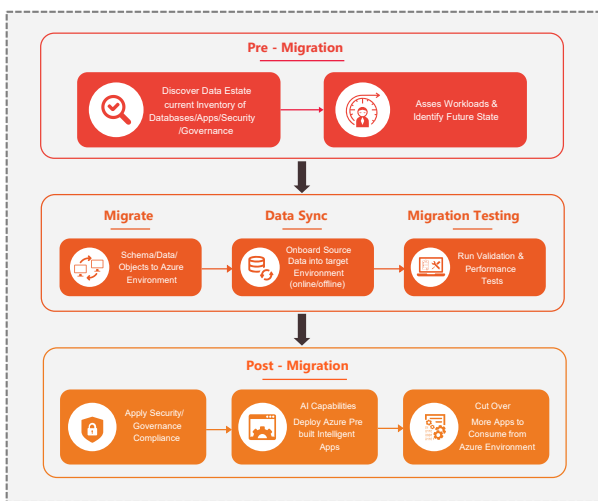 Pre - Migration
Discover Data Estate
current Inventory of
Databases/Apps/Security
/Governance
Asses Workloads &
Identify Future State
Migrate
Data Sync
Migration Testing
Schema/Data/
Objects to Azure
Environment
Onboard Source
Data into target
Environment
(online/offline)
Run Validation &
Performance
Tests
Post - Migration
Apply Security/
Governance
Compliance
AI Capabilities
Deploy Azure Pre
built Intelligent
Apps
Cut Over
More Apps to
Consume from
Azure Environment